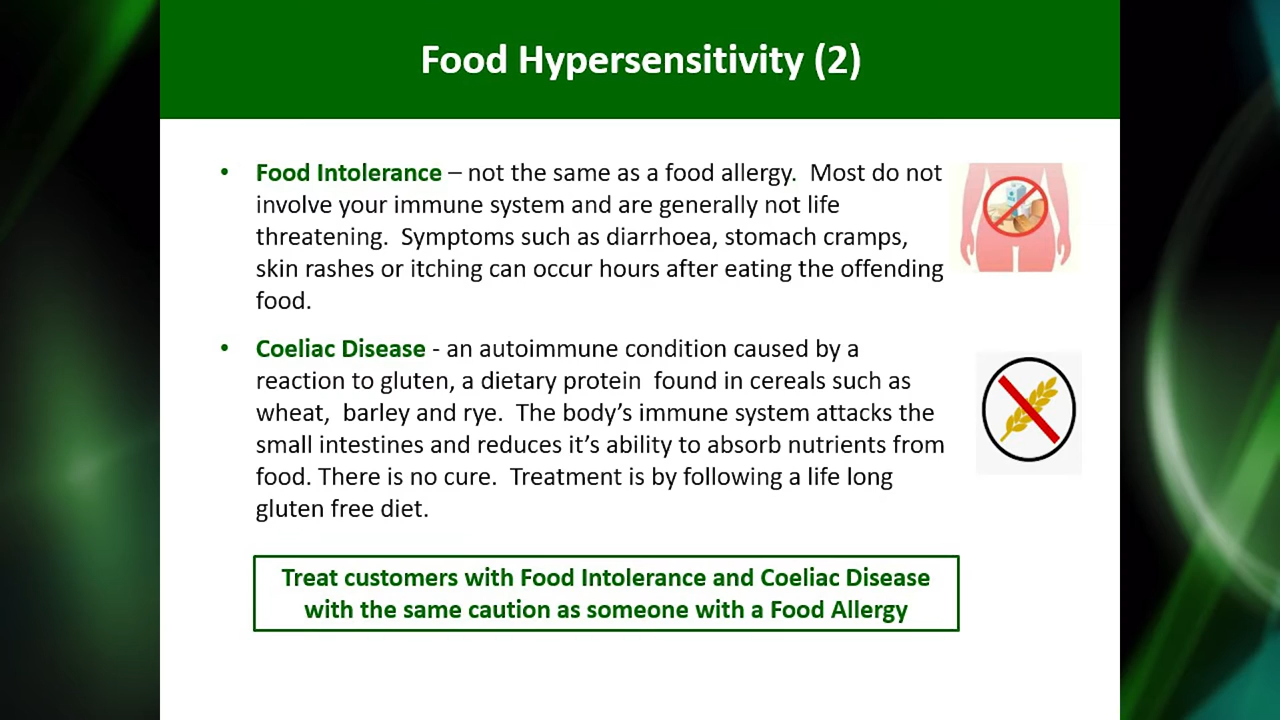 Food Hypersensitivity (2)
• Food Intolerance – not the same as a food allergy.  Most do not
involve your immune system and are generally not life
threatening.  Symptoms such as diarrhoea, stomach cramps,
skin rashes or itching can occur hours after eating the offending
food.
• Coeliac Disease - an autoimmune condition caused by a
reaction to gluten, a dietary protein  found in cereals such as
wheat,  barley and rye.  The body's immune system attacks the
small intestines and reduces it's ability to absorb nutrients from
food. There is no cure.  Treatment is by following a life long
gluten free diet.
Treat customers with Food Intolerance and Coeliac Disease
with the same caution as someone with a Food Allergy